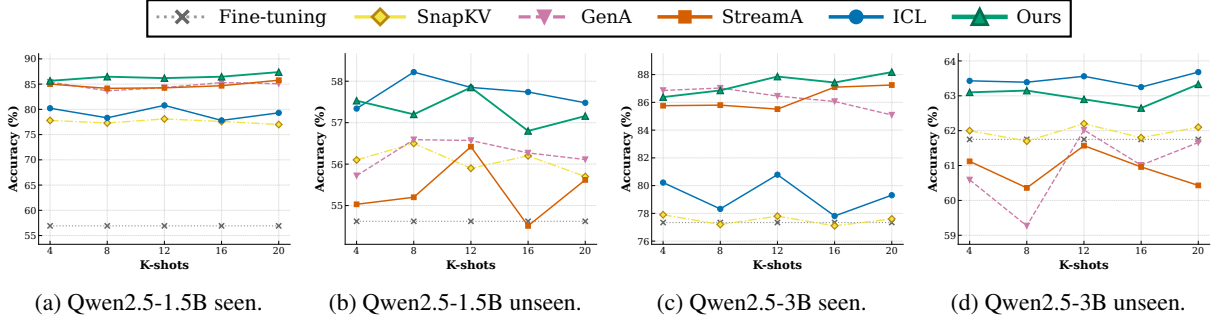 Fine-tuning SnapKV GenA StreamA ICL Ours
Accuracy (%)
90
85
80
75
70
65
60
55
4 8 12 16 20
K-shots
(a) Qwen2.5-1.5B seen.
Accuracy (%)
58
57
56
55
4 8 12 16 20
K-shots
(b) Qwen2.5-1.5B unseen.
Accuracy (%)
88
86
84
82
80
78
76
4 8 12 16 20
K-shots
(c) Qwen2.5-3B seen.
Accuracy (%)
64
63
62
61
60
59
4 8 12 16 20
K-shots
(d) Qwen2.5-3B unseen.